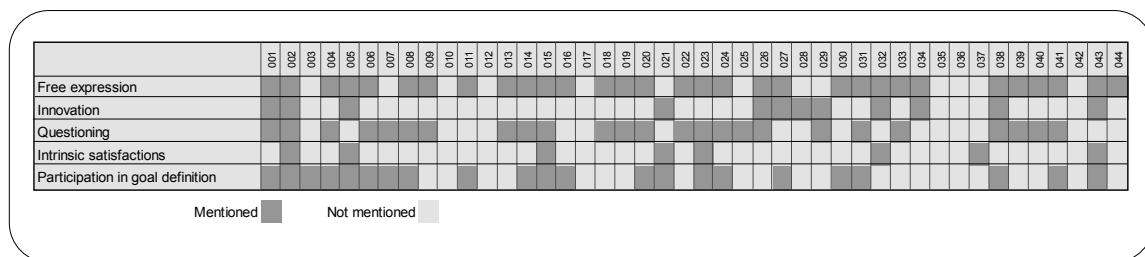 001 002 003 004 005 006 007 008 009 010 011 012 013 014 015 016 017 018 019 020 021 022 023 024 025 026 027 028 029 030 031 032 033 034 035 036 037 038 039 040 041 042 043 044
Free expression
Innovation
Questioning
Intrinsic satisfactions
Participation in goal definition
Mentioned Not mentioned